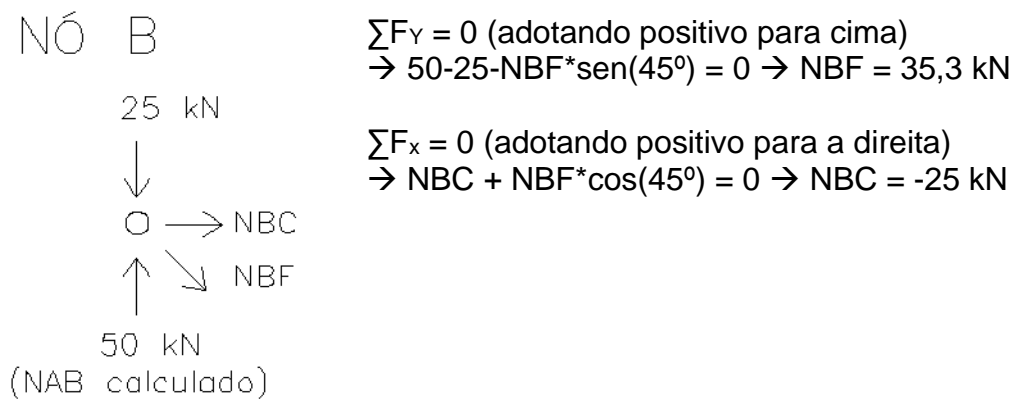 NÓ B
25 kN
NBC
NBF
50 kN
(NAB calculado)
∑FY = 0 (adotando positivo para cima)
→ 50-25-NBF*sen(45º) = 0 → NBF = 35,3 kN
∑Fx = 0 (adotando positivo para a direita)
→ NBC + NBF*cos(45º) = 0 → NBC = -25 kN